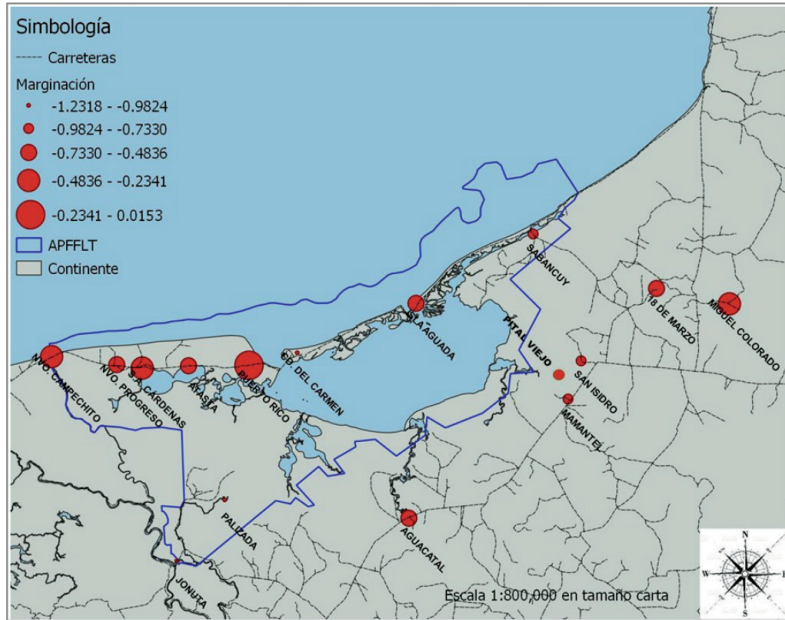 Simbología
Carreteras
Marginación
-1.2318 - -0.9824
-0.9824 - -0.7330
-0.7330 - -0.4836
-0.4836 - -0.2341
-0.2341 - 0.0153
APFFLT
Continente
SABANCUY
18 DE MARZO
MIGUEL COLORADO
ISLA AGUADA
PITAL VIEJO
SAN ISIDRO
MAMANTEL
CD. DEL CARMEN
PUERTO RICO
ATASTA
CÁRDENAS
NVO. PROGRESO
NVO. CAMPECHITO
PALIZADA
JONUTA
AGUACATAL
Escala 1:800,000 en tamaño carta
N
W
S